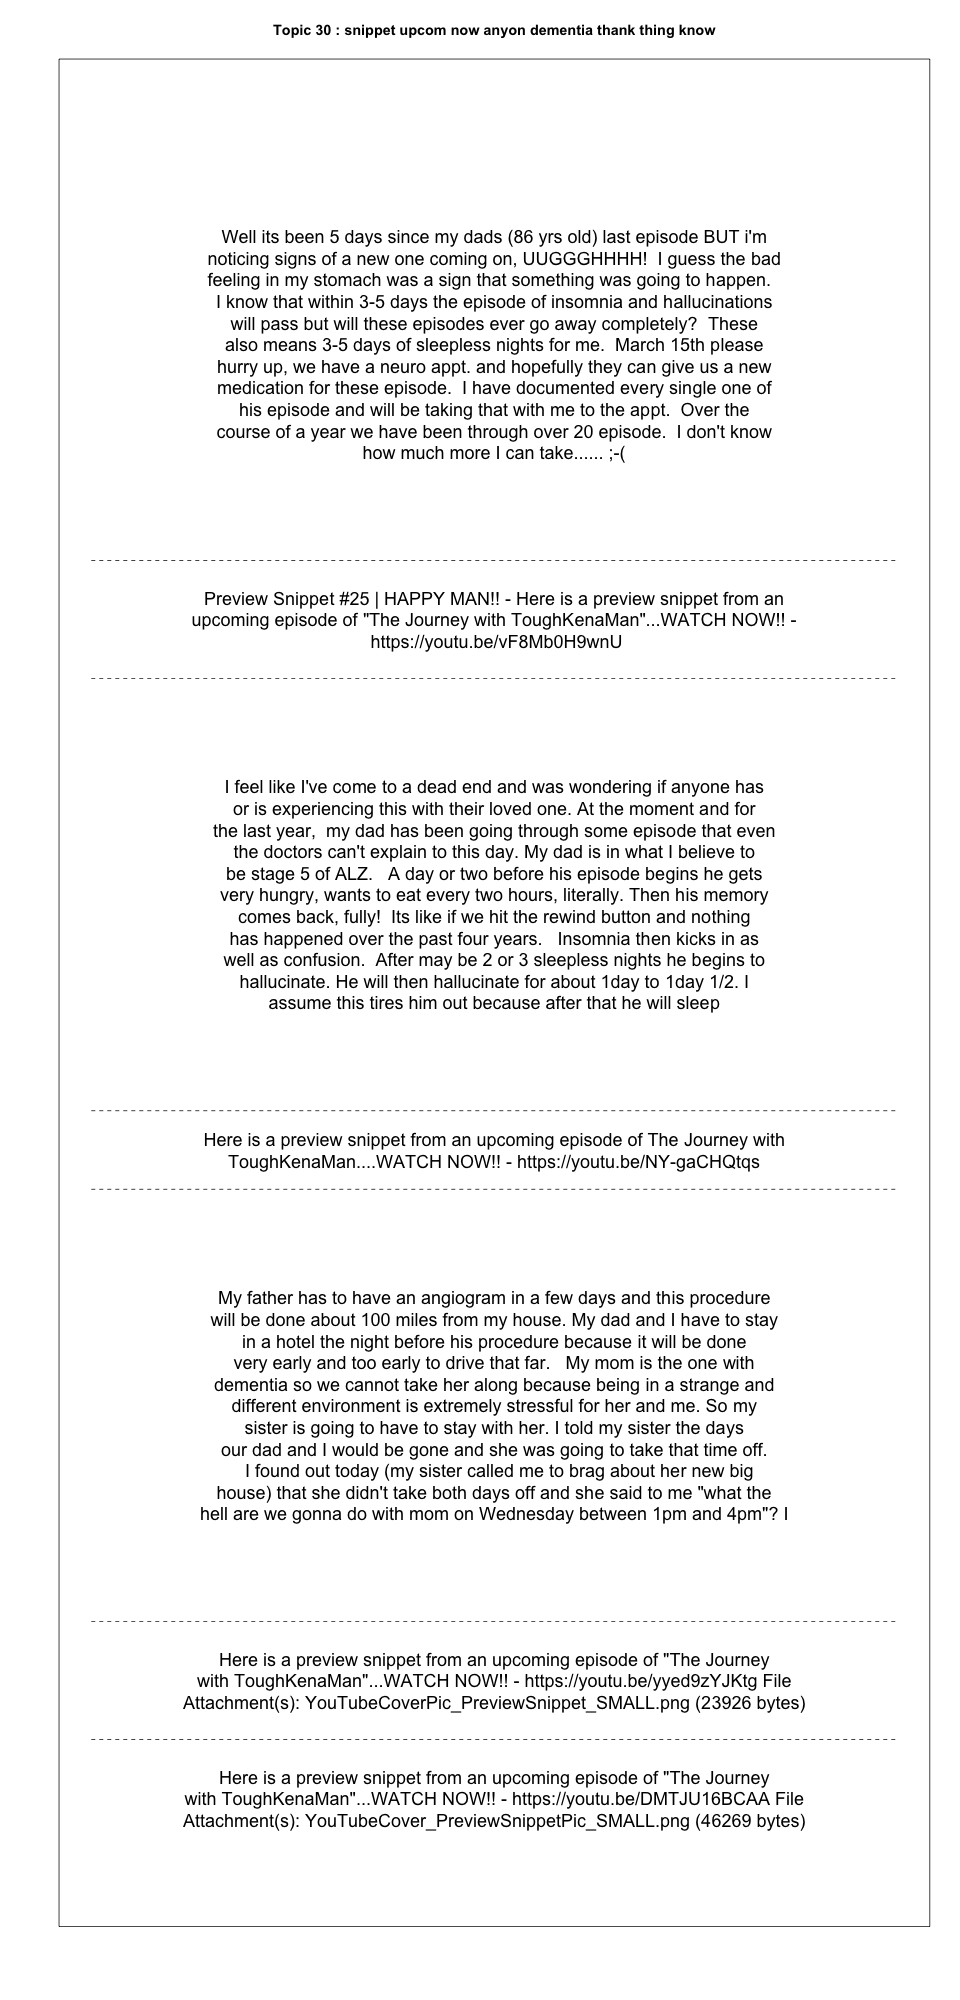 Topic 30 : snippet upcom now anyon dementia thank thing know
Well its been 5 days since my dads (86 yrs old) last episode BUT i'm
noticing signs of a new one coming on, UUGGGHHHH!  I guess the bad
feeling in my stomach was a sign that something was going to happen.
I know that within 3-5 days the episode of insomnia and hallucinations
will pass but will these episodes ever go away completely?  These
also means 3-5 days of sleepless nights for me.  March 15th please
hurry up, we have a neuro appt. and hopefully they can give us a new
medication for these episode.  I have documented every single one of
his episode and will be taking that with me to the appt.  Over the
course of a year we have been through over 20 episode.  I don't know
how much more I can take...... ;-(
Preview Snippet #25 | HAPPY MAN!! - Here is a preview snippet from an
upcoming episode of "The Journey with ToughKenaMan"...WATCH NOW!! -
https://youtu.be/vF8Mb0H9wnU
I feel like I've come to a dead end and was wondering if anyone has
or is experiencing this with their loved one. At the moment and for
the last year,  my dad has been going through some episode that even
the doctors can't explain to this day. My dad is in what I believe to
be stage 5 of ALZ.   A day or two before his episode begins he gets
very hungry, wants to eat every two hours, literally. Then his memory
comes back, fully!  Its like if we hit the rewind button and nothing
has happened over the past four years.   Insomnia then kicks in as
well as confusion.  After may be 2 or 3 sleepless nights he begins to
hallucinate. He will then hallucinate for about 1day to 1day 1/2. I
assume this tires him out because after that he will sleep
Here is a preview snippet from an upcoming episode of The Journey with
ToughKenaMan....WATCH NOW!! - https://youtu.be/NY-gaCHQtqs
My father has to have an angiogram in a few days and this procedure
will be done about 100 miles from my house. My dad and I have to stay
in a hotel the night before his procedure because it will be done
very early and too early to drive that far.   My mom is the one with
dementia so we cannot take her along because being in a strange and
different environment is extremely stressful for her and me. So my
sister is going to have to stay with her. I told my sister the days
our dad and I would be gone and she was going to take that time off.
I found out today (my sister called me to brag about her new big
house) that she didn't take both days off and she said to me "what the
hell are we gonna do with mom on Wednesday between 1pm and 4pm"? I
Here is a preview snippet from an upcoming episode of "The Journey
with ToughKenaMan"...WATCH NOW!! - https://youtu.be/yyed9zYJKtg File
Attachment(s): YouTubeCoverPic_PreviewSnippet_SMALL.png (23926 bytes)
Here is a preview snippet from an upcoming episode of "The Journey
with ToughKenaMan"...WATCH NOW!! - https://youtu.be/DMTJU16BCAA File
Attachment(s): YouTubeCover_PreviewSnippetPic_SMALL.png (46269 bytes)